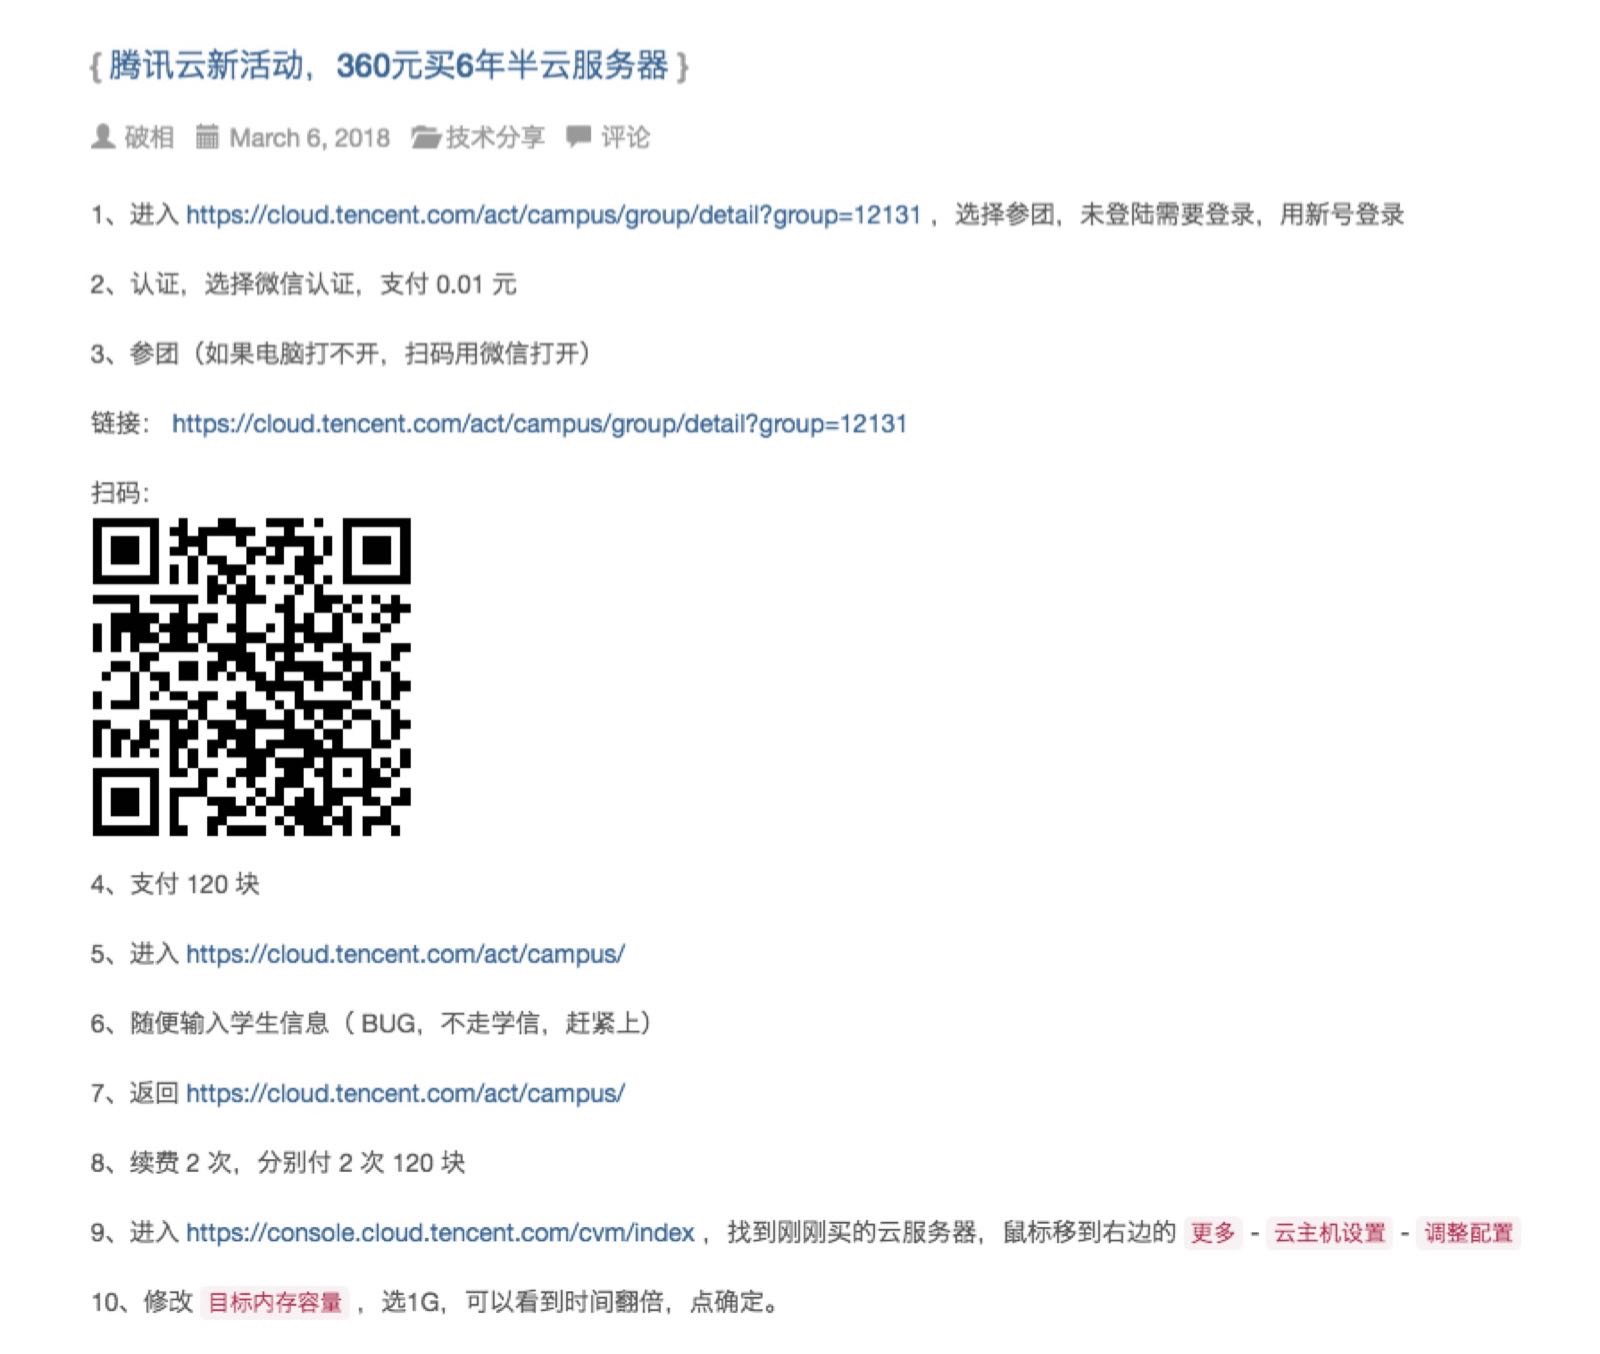 { 腾讯云新活动，360元买6年半云服务器 }
破相 March 6, 2018 技术分享 评论
1、进入 https://cloud.tencent.com/act/campus/group/detail?group=12131 ，选择参团，未登陆需要登录，用新号登录
2、认证，选择微信认证，支付 0.01 元
3、参团（如果电脑打不开，扫码用微信打开）
链接： https://cloud.tencent.com/act/campus/group/detail?group=12131
扫码：
4、支付 120 块
5、进入 https://cloud.tencent.com/act/campus/
6、随便输入学生信息（ BUG，不走学信，赶紧上）
7、返回 https://cloud.tencent.com/act/campus/
8、续费 2 次，分别付 2 次 120 块
9、进入 https://console.cloud.tencent.com/cvm/index ，找到刚刚买的云服务器，鼠标移到右边的 更多 - 云主机设置 - 调整配置
10、修改 目标内存容量 ，选1G，可以看到时间翻倍，点确定。